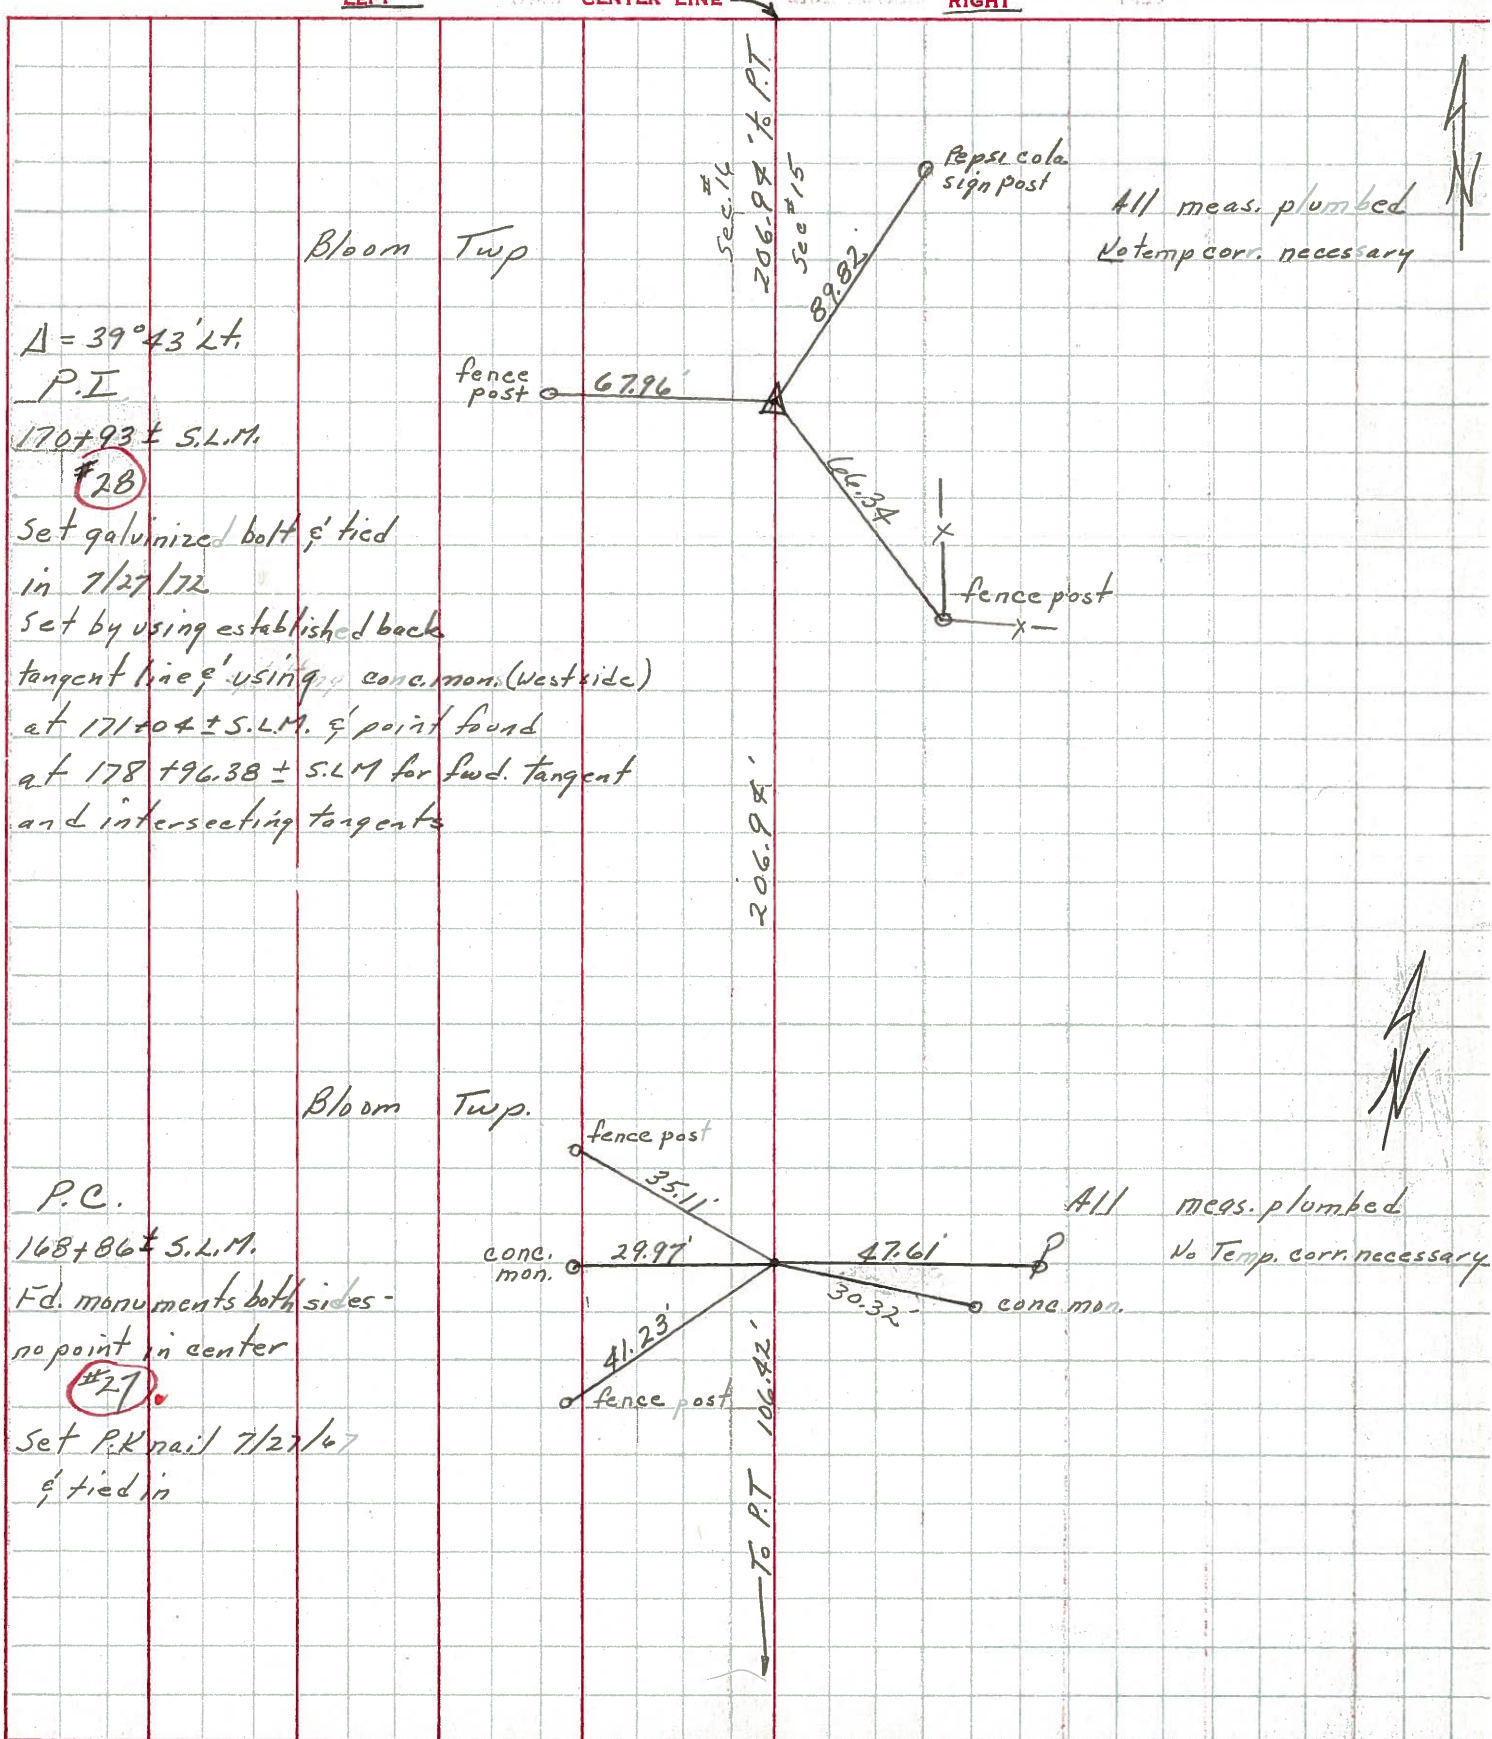 LEFT
CENTER LINE
RIGHT
206.94' to P.T.
Sec. #16
Sec #15
Pepsi cola
sign post
All meas. plumbed
No temp corr. necessary
N
Bloom Twp
89.82'
Δ = 39°43' Lt.
P.I
170+93 ± S.L.M.
#28
fence
post
67.96'
66.34
x
fence post
x
Set galvinized bolt & tied
in 7/27/72
Set by using established back
tangent line & using conc. mon. (west side)
at 171+04 ± S.L.M. & point found
at 178+96.38 ± S.L.M for fwd. tangent
and intersecting tangents
206.94'
N
Bloom Twp.
fence post
35.11'
P.C.
168+86 ± S.L.M.
Fd. monuments both sides -
no point in center
#27
Set P.K nail 7/27/67
& tied in
conc.
mon.
29.97'
47.61'
P
All meas. plumbed
No Temp. corr. necessary
30.32'
conc mon.
41.23'
fence post
106.42'
To P.T